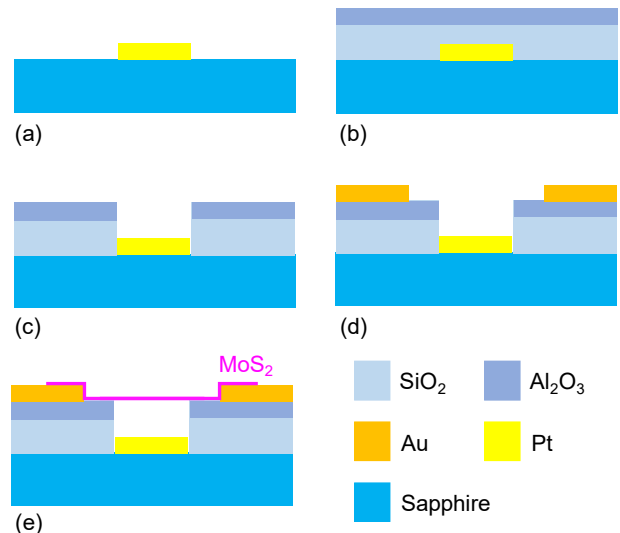 (a)
(b)
(c)
(d)
MoS₂
(e)
SiO₂
Al₂O₃
Au
Pt
Sapphire